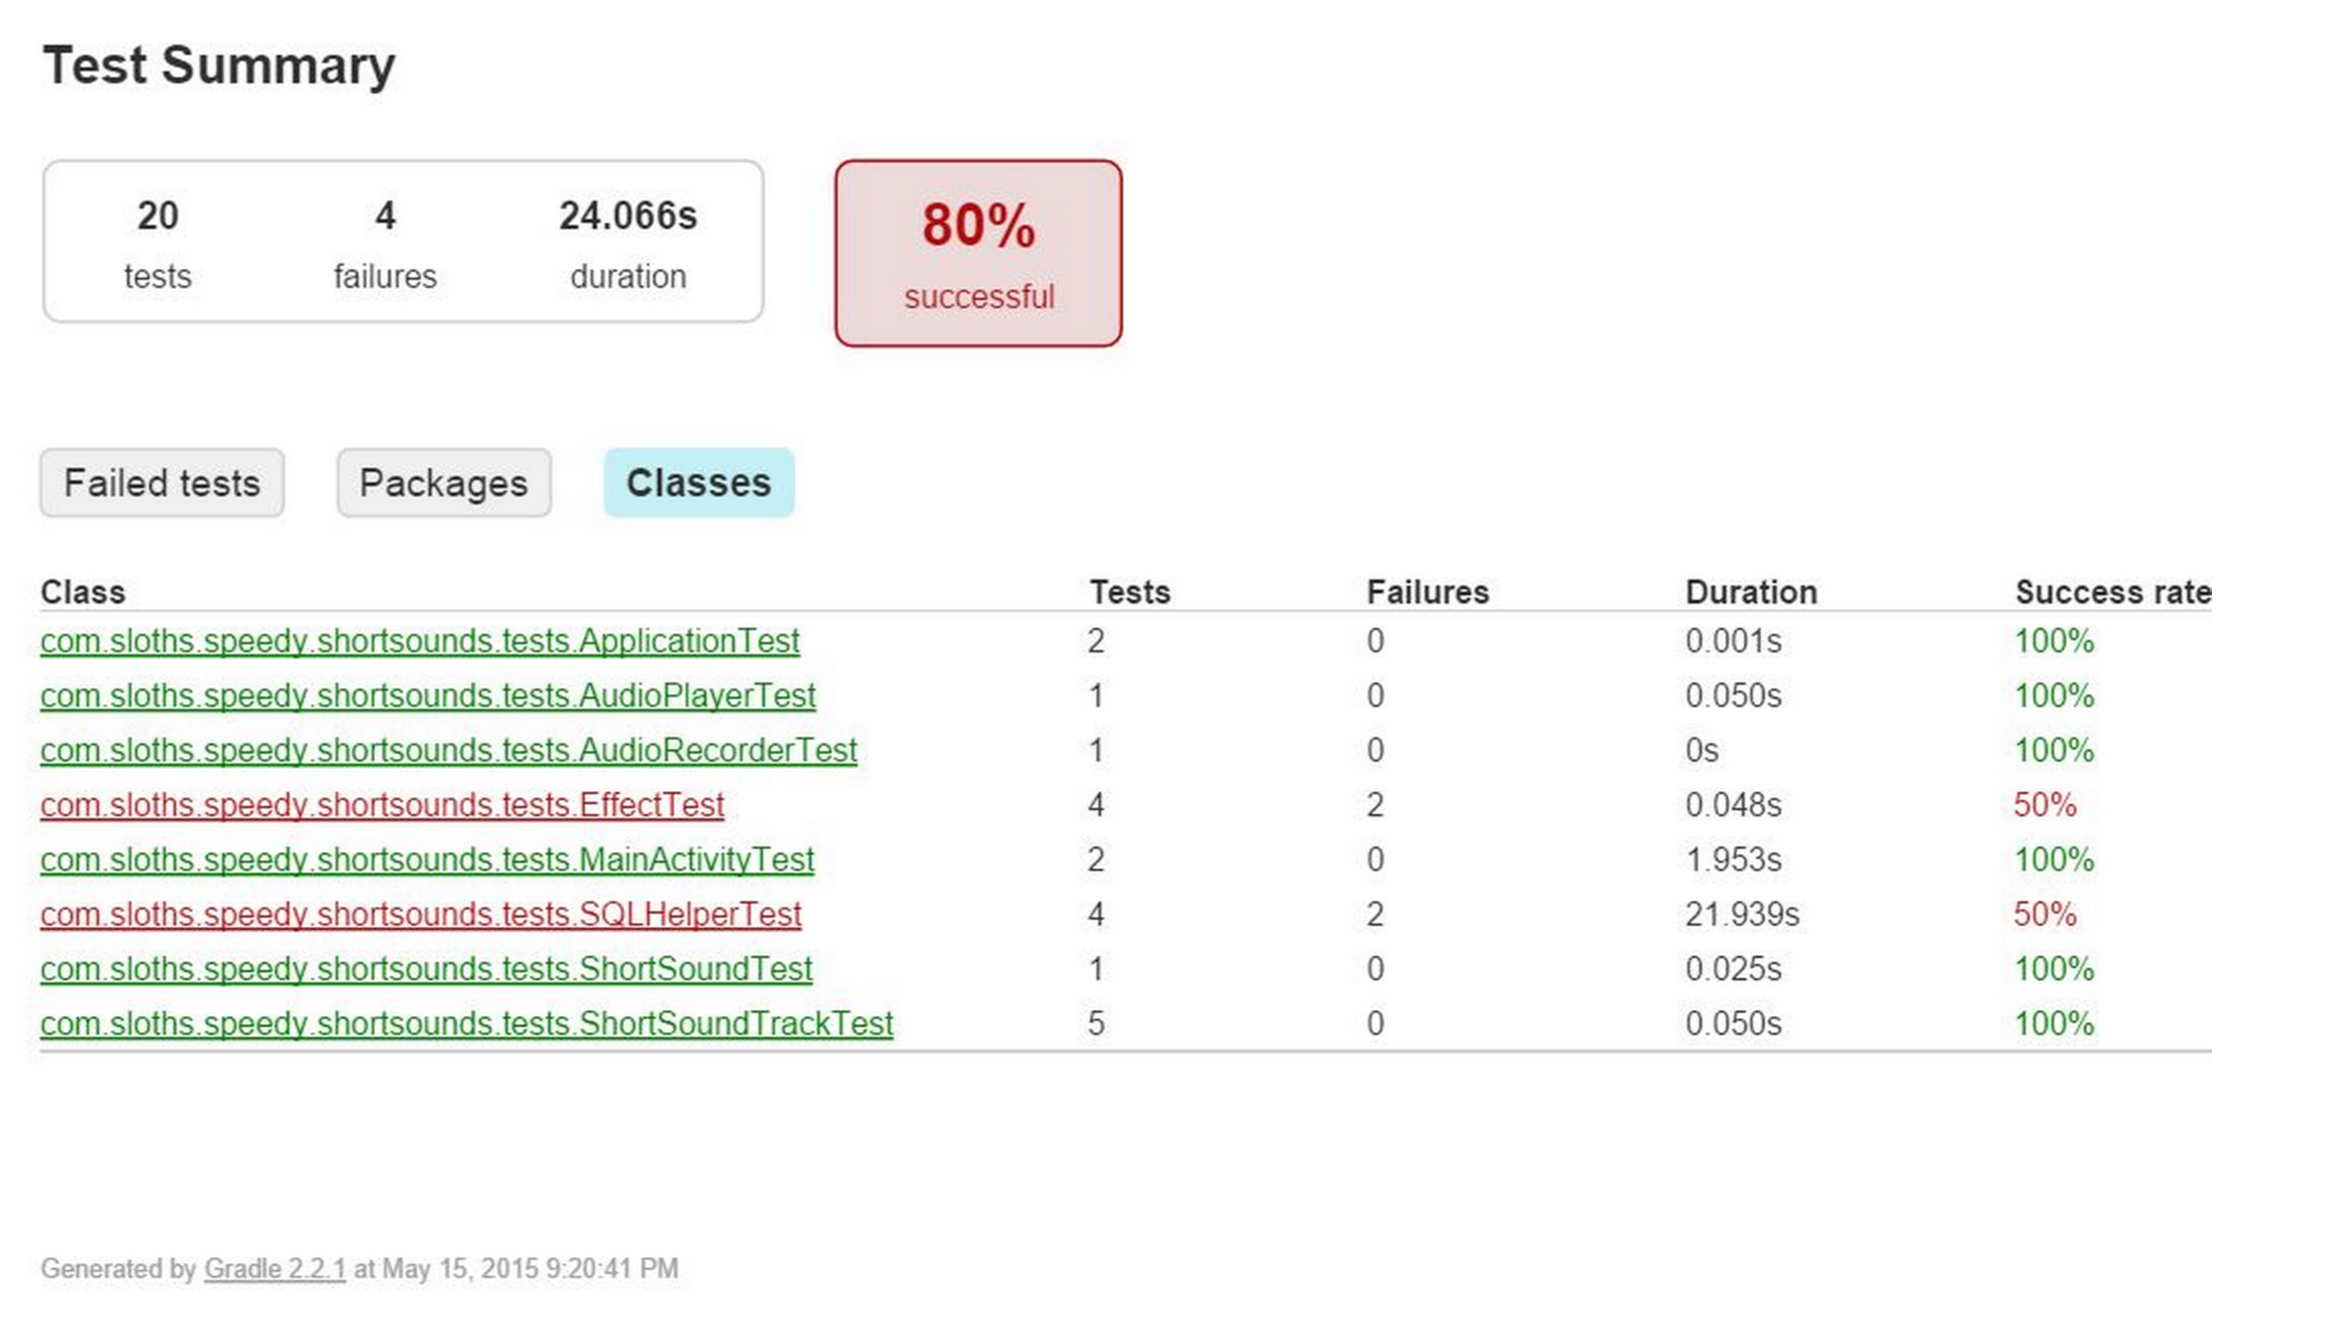 Test Summary
20 4 24.066s
tests failures duration
80%
successful
Failed tests Packages Classes
Class Tests Failures Duration Success rate
com.sloths.speedy.shortsounds.tests.ApplicationTest 2 0 0.001s 100%
com.sloths.speedy.shortsounds.tests.AudioPlayerTest 1 0 0.050s 100%
com.sloths.speedy.shortsounds.tests.AudioRecorderTest 1 0 0s 100%
com.sloths.speedy.shortsounds.tests.EffectTest 4 2 0.048s 50%
com.sloths.speedy.shortsounds.tests.MainActivityTest 2 0 1.953s 100%
com.sloths.speedy.shortsounds.tests.SQLHelperTest 4 2 21.939s 50%
com.sloths.speedy.shortsounds.tests.ShortSoundTest 1 0 0.025s 100%
com.sloths.speedy.shortsounds.tests.ShortSoundTrackTest 5 0 0.050s 100%
Generated by Gradle 2.2.1 at May 15, 2015 9:20:41 PM